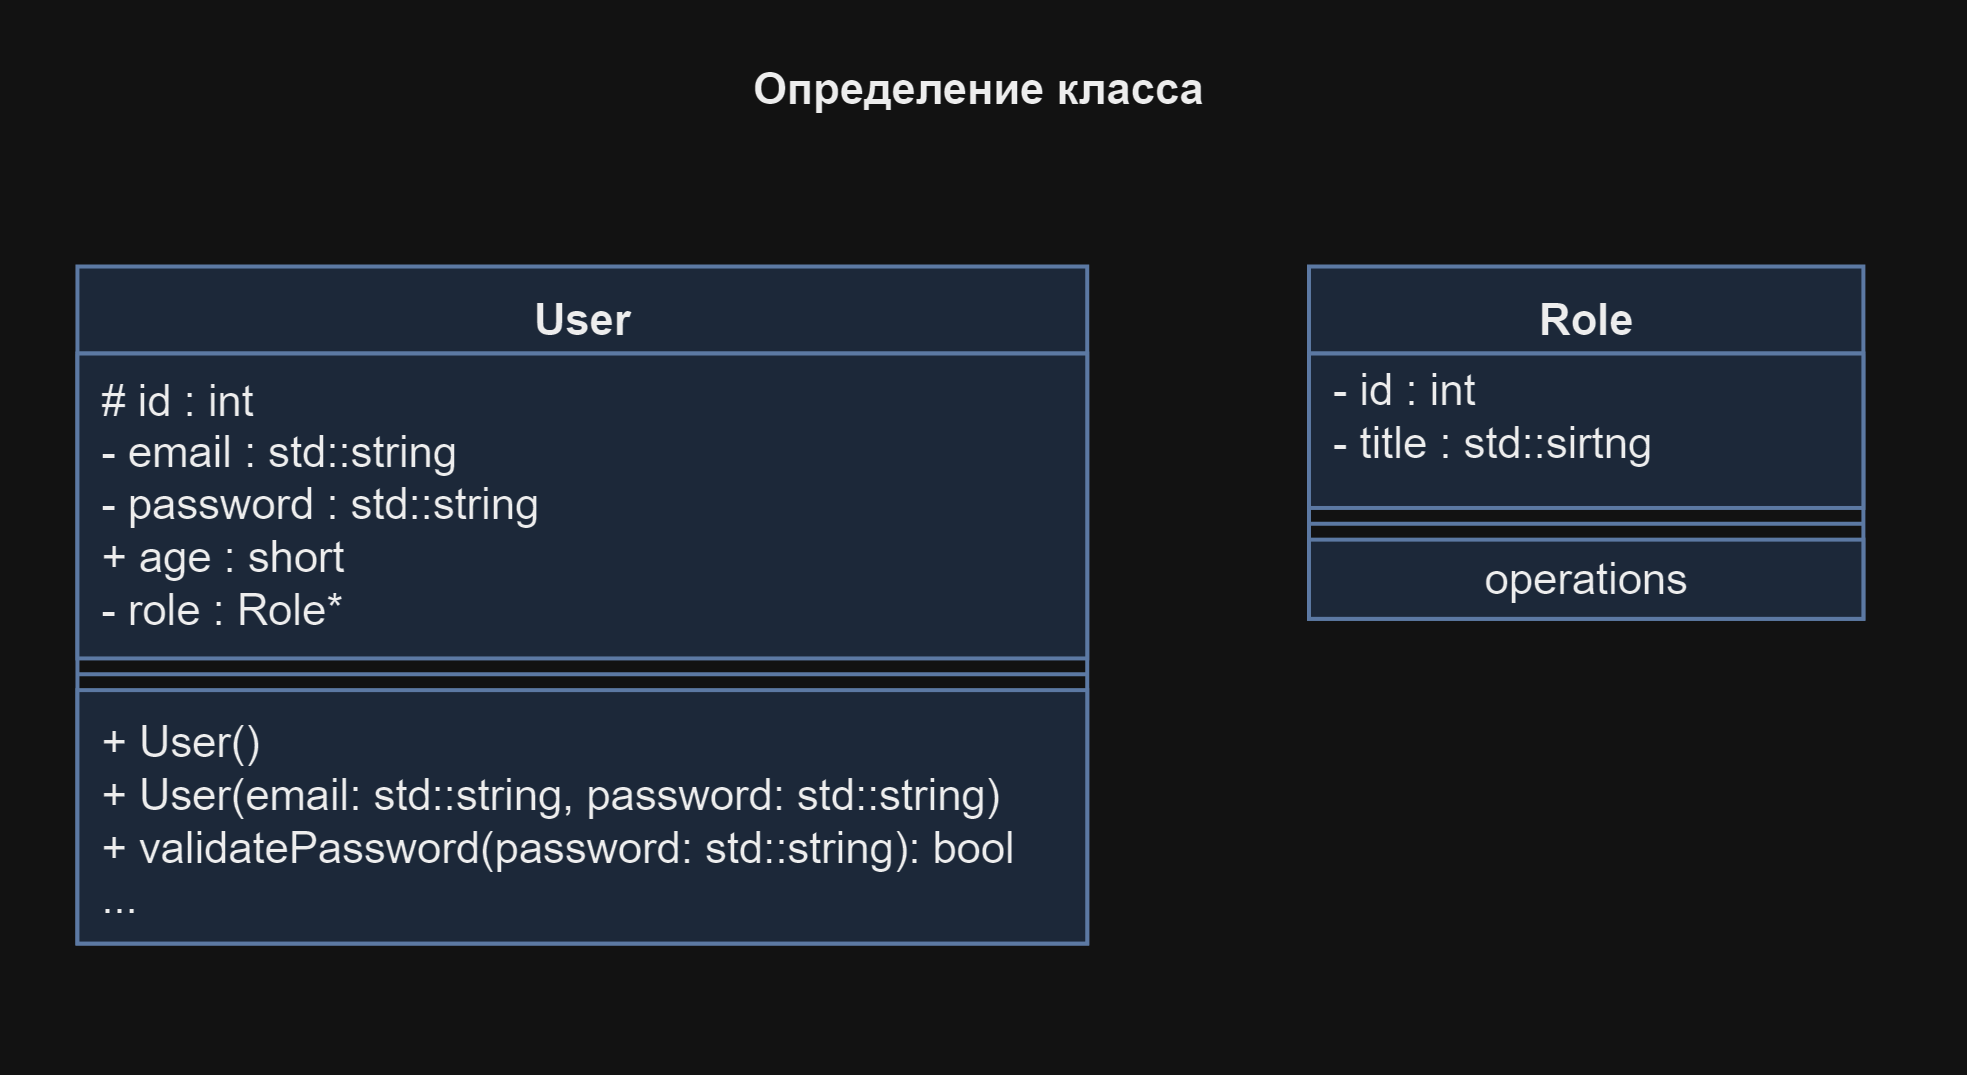 Определение класса
User
# id : int
- email : std::string
- password : std::string
+ age : short
- role : Role*
+ User()
+ User(email: std::string, password: std::string)
+ validatePassword(password: std::string): bool
...
Role
- id : int
- title : std::sirtng
operations